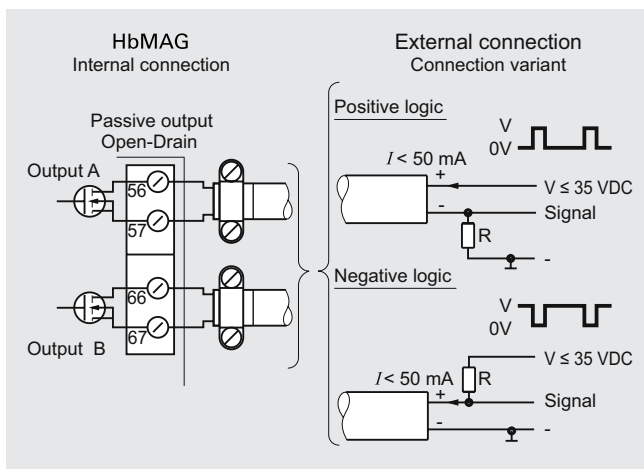 HbMAG
Internal connection
External connection
Connection variant
Passive output
Open-Drain
Output A
56
57
66
67
Output B
Positive logic
V
0V
I < 50 mA
+
V ≤ 35 VDC
-
Signal
R
-
Negative logic
V
0V
V ≤ 35 VDC
I < 50 mA
R
+
Signal
-
-